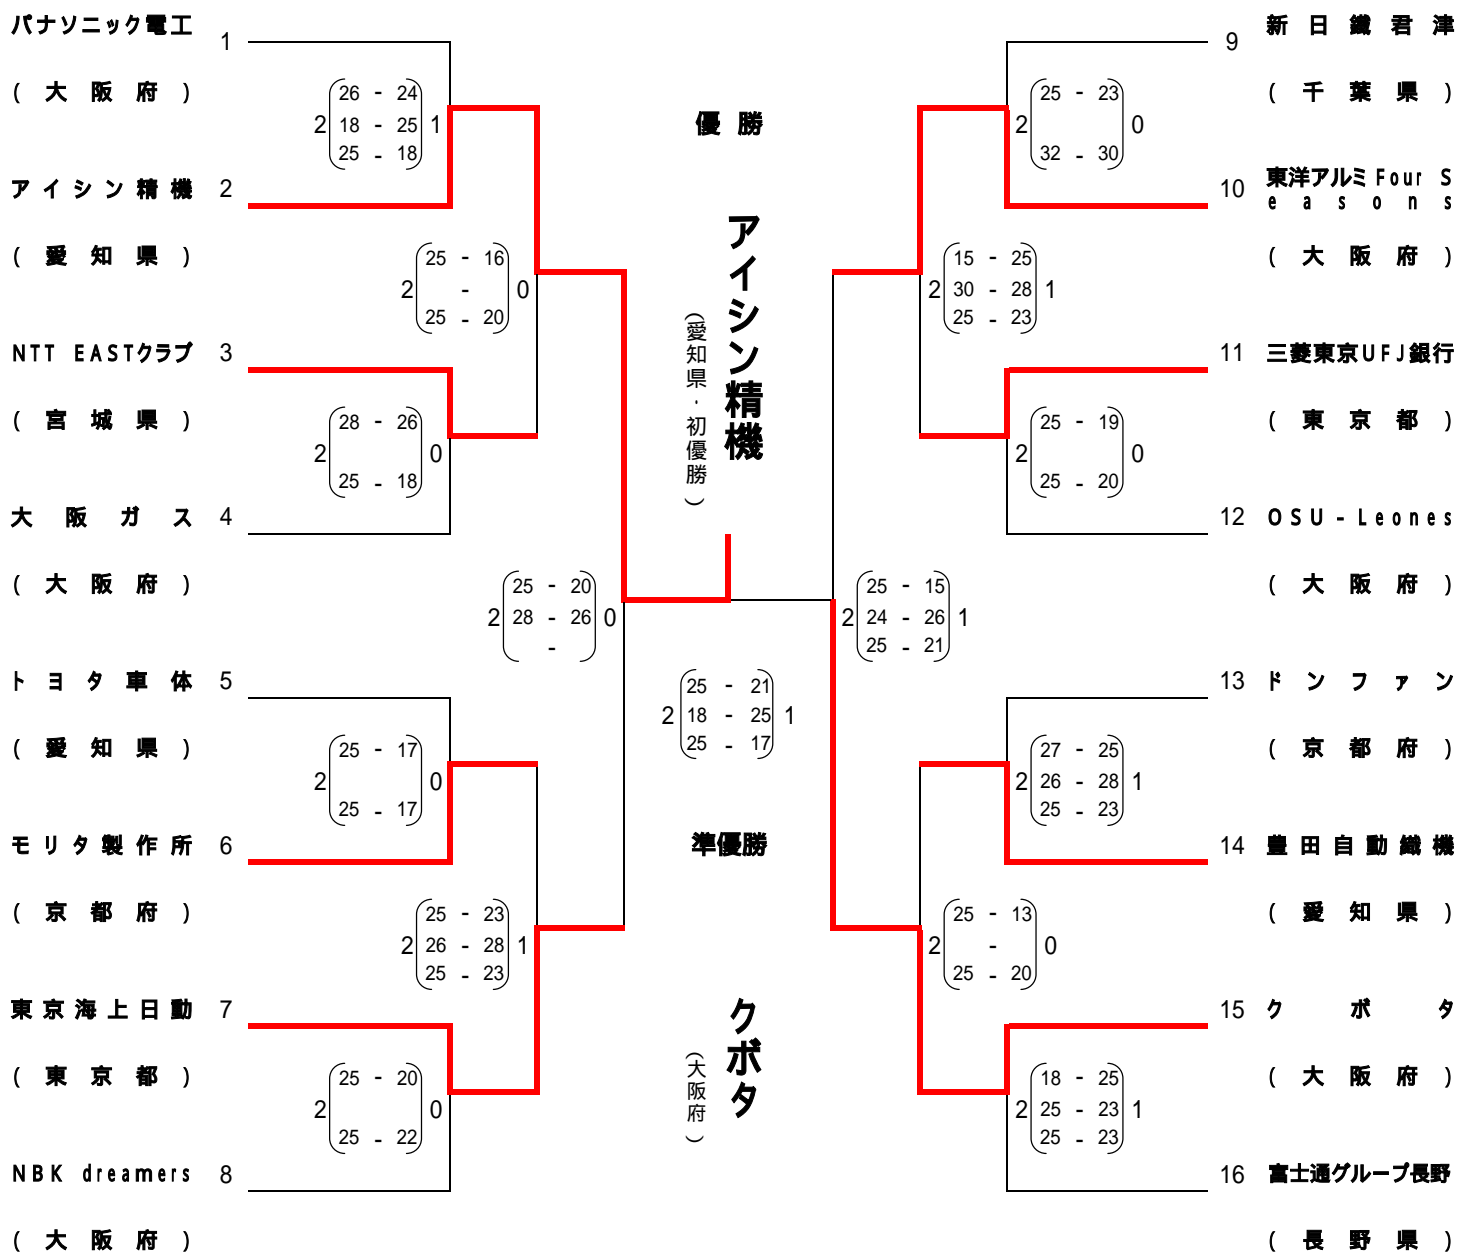 パナソニック電工 1
(大阪府)
2 26 - 24 1
18 - 25
25 - 18
アイシン精機 2
(愛知県)
2 25 - 16 0
-
25 - 20
NTT EASTクラブ 3
(宮城県)
2 28 - 26 0
25 - 18
大阪ガス 4
(大阪府)
2 25 - 20 0
28 - 26
-
トヨタ車体 5
(愛知県)
2 25 - 17 0
25 - 17
モリタ製作所 6
(京都府)
2 25 - 23 1
26 - 28
25 - 23
東京海上日動 7
(東京都)
2 25 - 20 0
25 - 22
NBK dreamers 8
(大阪府)
優勝
アイシン精機
(愛知県・初優勝)
2 25 - 21 1
18 - 25
25 - 17
準優勝
クボタ
(大阪府)
9 新日鐵君津
(千葉県)
2 25 - 23 0
32 - 30
10 東洋アルミFour S
easons
(大阪府)
2 15 - 25 1
30 - 28
25 - 23
11 三菱東京UFJ銀行
(東京都)
2 25 - 19 0
25 - 20
12 OSU-Leones
(大阪府)
2 25 - 15 1
24 - 26
25 - 21
13 ドンファン
(京都府)
2 27 - 25 1
26 - 28
25 - 23
14 豊田自動織機
(愛知県)
2 25 - 13 0
-
25 - 20
15 クボタ
(大阪府)
2 18 - 25 1
25 - 23
25 - 23
16 富士通グループ長野
(長野県)